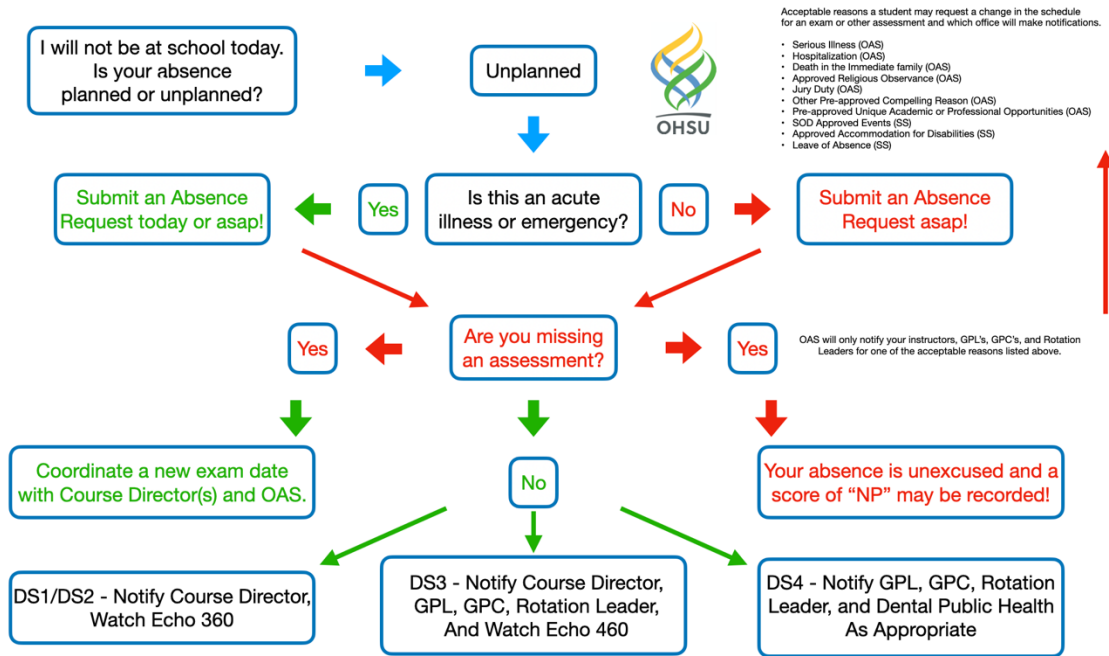 I will not be at school today.
Is your absence
planned or unplanned?
Unplanned
OHSU
Acceptable reasons a student may request a change in the schedule
for an exam or other assessment and which office will make notifications.
• Serious Illness (OAS)
• Hospitalization (OAS)
• Death in the Immediate family (OAS)
• Approved Religious Observance (OAS)
• Jury Duty (OAS)
• Other Pre-approved Compelling Reason (OAS)
• Pre-approved Unique Academic or Professional Opportunities (OAS)
• SOD Approved Events (SS)
• Approved Accommodation for Disabilities (SS)
• Leave of Absence (SS)
Submit an Absence
Request today or asap!
Yes
Is this an acute
illness or emergency?
No
Submit an Absence
Request asap!
Yes
Are you missing
an assessment?
Yes
OAS will only notify your instructors, GPL's, GPC's, and Rotation
Leaders for one of the acceptable reasons listed above.
Coordinate a new exam date
with Course Director(s) and OAS.
No
Your absence is unexcused and a
score of “NP” may be recorded!
DS1/DS2 - Notify Course Director,
Watch Echo 360
DS3 - Notify Course Director,
GPL, GPC, Rotation Leader,
And Watch Echo 460
DS4 - Notify GPL, GPC, Rotation
Leader, and Dental Public Health
As Appropriate